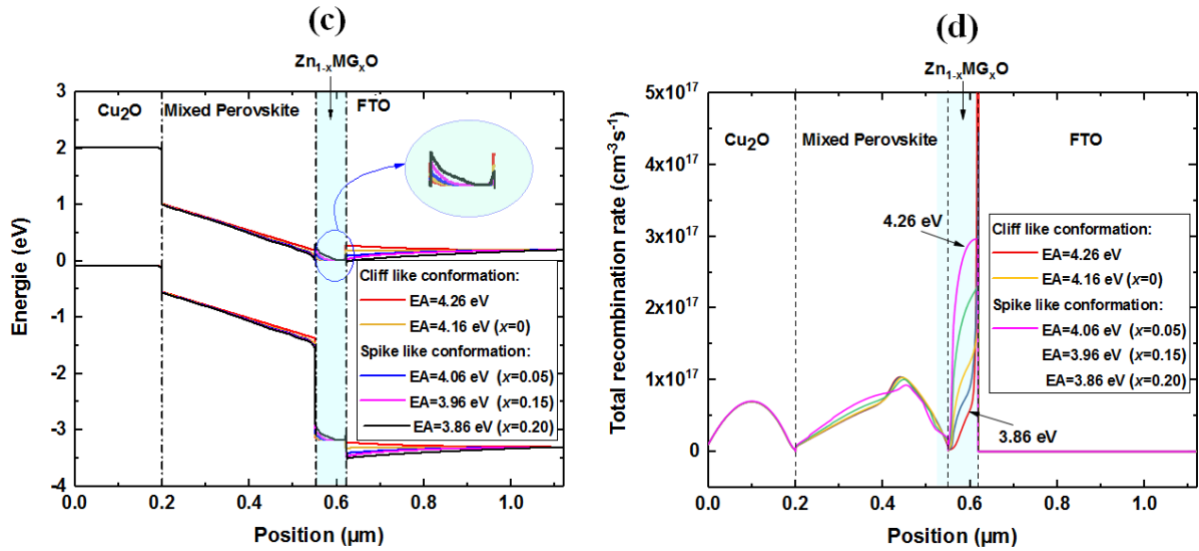 (c)
Zn1-xMGxO
Cu2O
Mixed Perovskite
FTO
3
2
1
0
-1
-2
-3
-4
Energie (eV)
Cliff like conformation:
EA=4.26 eV
EA=4.16 eV (x=0)
Spike like conformation:
EA=4.06 eV (x=0.05)
EA=3.96 eV (x=0.15)
EA=3.86 eV (x=0.20)
0.0 0.2 0.4 0.6 0.8 1.0
Position (µm)
(d)
Zn1-xMGxO
Cu2O
Mixed Perovskite
FTO
5x10^17
4x10^17
3x10^17
2x10^17
1x10^17
0
Total recombination rate (cm-3s-1)
4.26 eV
3.86 eV
Cliff like conformation:
EA=4.26 eV
EA=4.16 eV (x=0)
Spike like conformation:
EA=4.06 eV (x=0.05)
EA=3.96 eV (x=0.15)
EA=3.86 eV (x=0.20)
0.0 0.2 0.4 0.6 0.8 1.0
Position (µm)